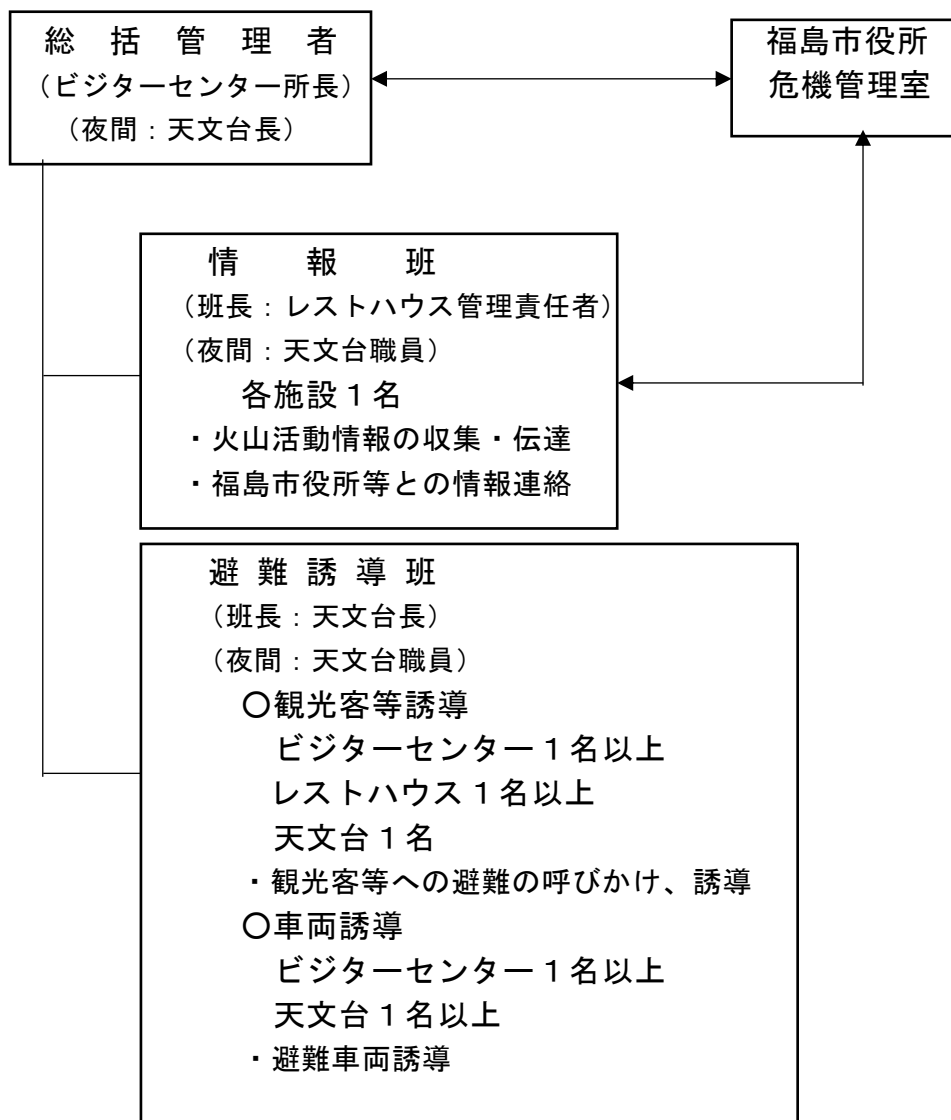 総括管理者
（ビジターセンター所長）
（夜間：天文台長）
福島市役所
危機管理室
情報班
（班長：レストハウス管理責任者）
（夜間：天文台職員）
各施設１名
・火山活動情報の収集・伝達
・福島市役所等との情報連絡
避難誘導班
（班長：天文台長）
（夜間：天文台職員）
〇観光客等誘導
ビジターセンター１名以上
レストハウス１名以上
天文台１名
・観光客等への避難の呼びかけ、誘導
〇車両誘導
ビジターセンター１名以上
天文台１名以上
・避難車両誘導